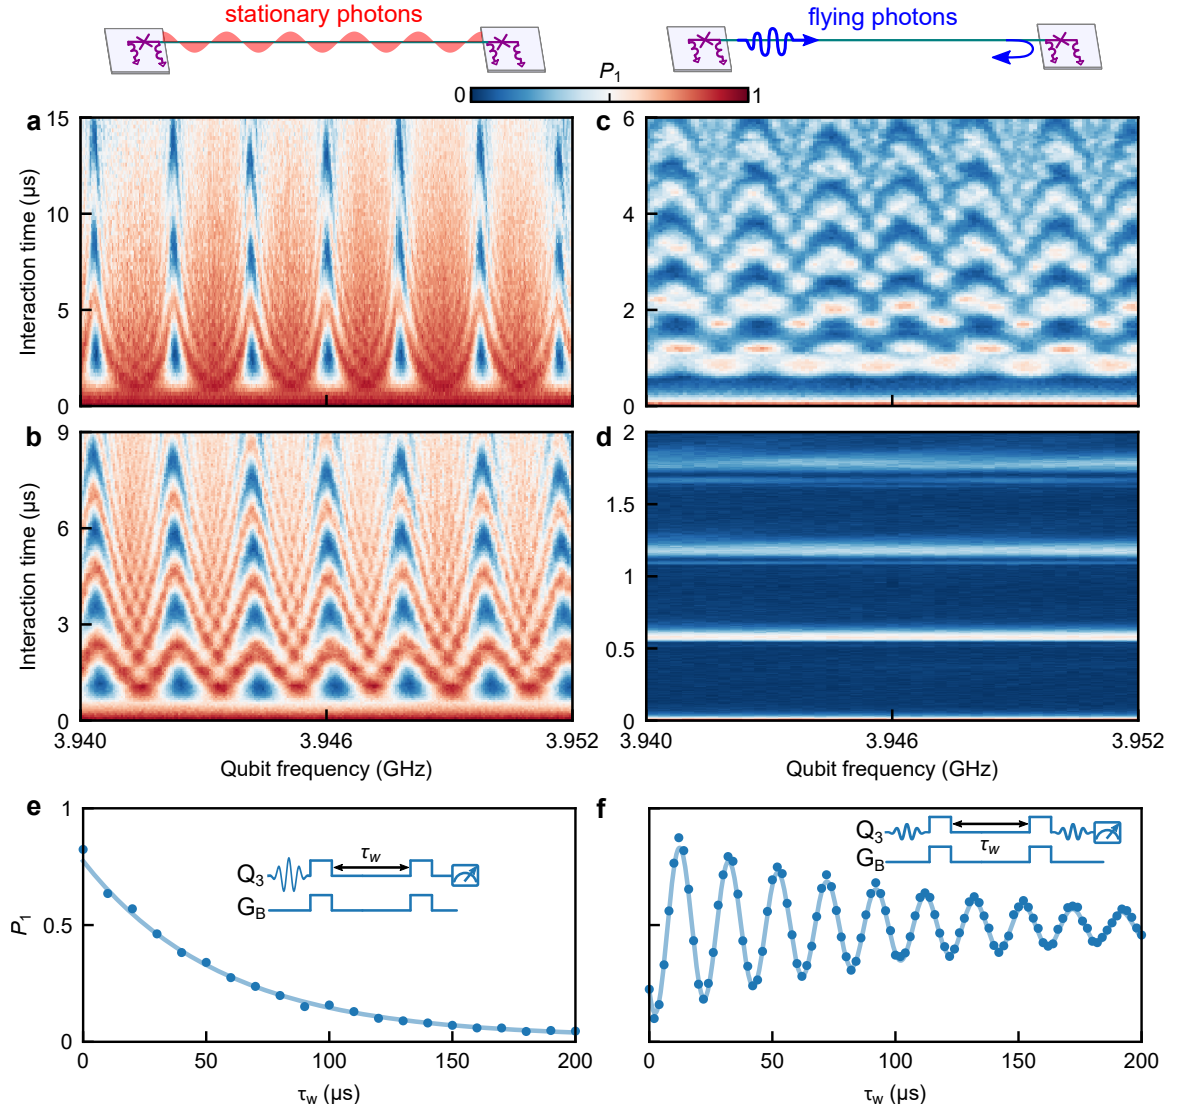 stationary photons
flying photons
P1
0
1
a
15
10
5
0
Interaction time (µs)
c
6
4
2
0
b
9
6
3
0
Interaction time (µs)
3.940
3.946
3.952
Qubit frequency (GHz)
d
2
1.5
1
0.5
0
3.940
3.946
3.952
Qubit frequency (GHz)
e
1
0.5
0
P1
Q3
τw
GB
0
50
100
150
200
τw (µs)
f
Q3
τw
GB
0
50
100
150
200
τw (µs)